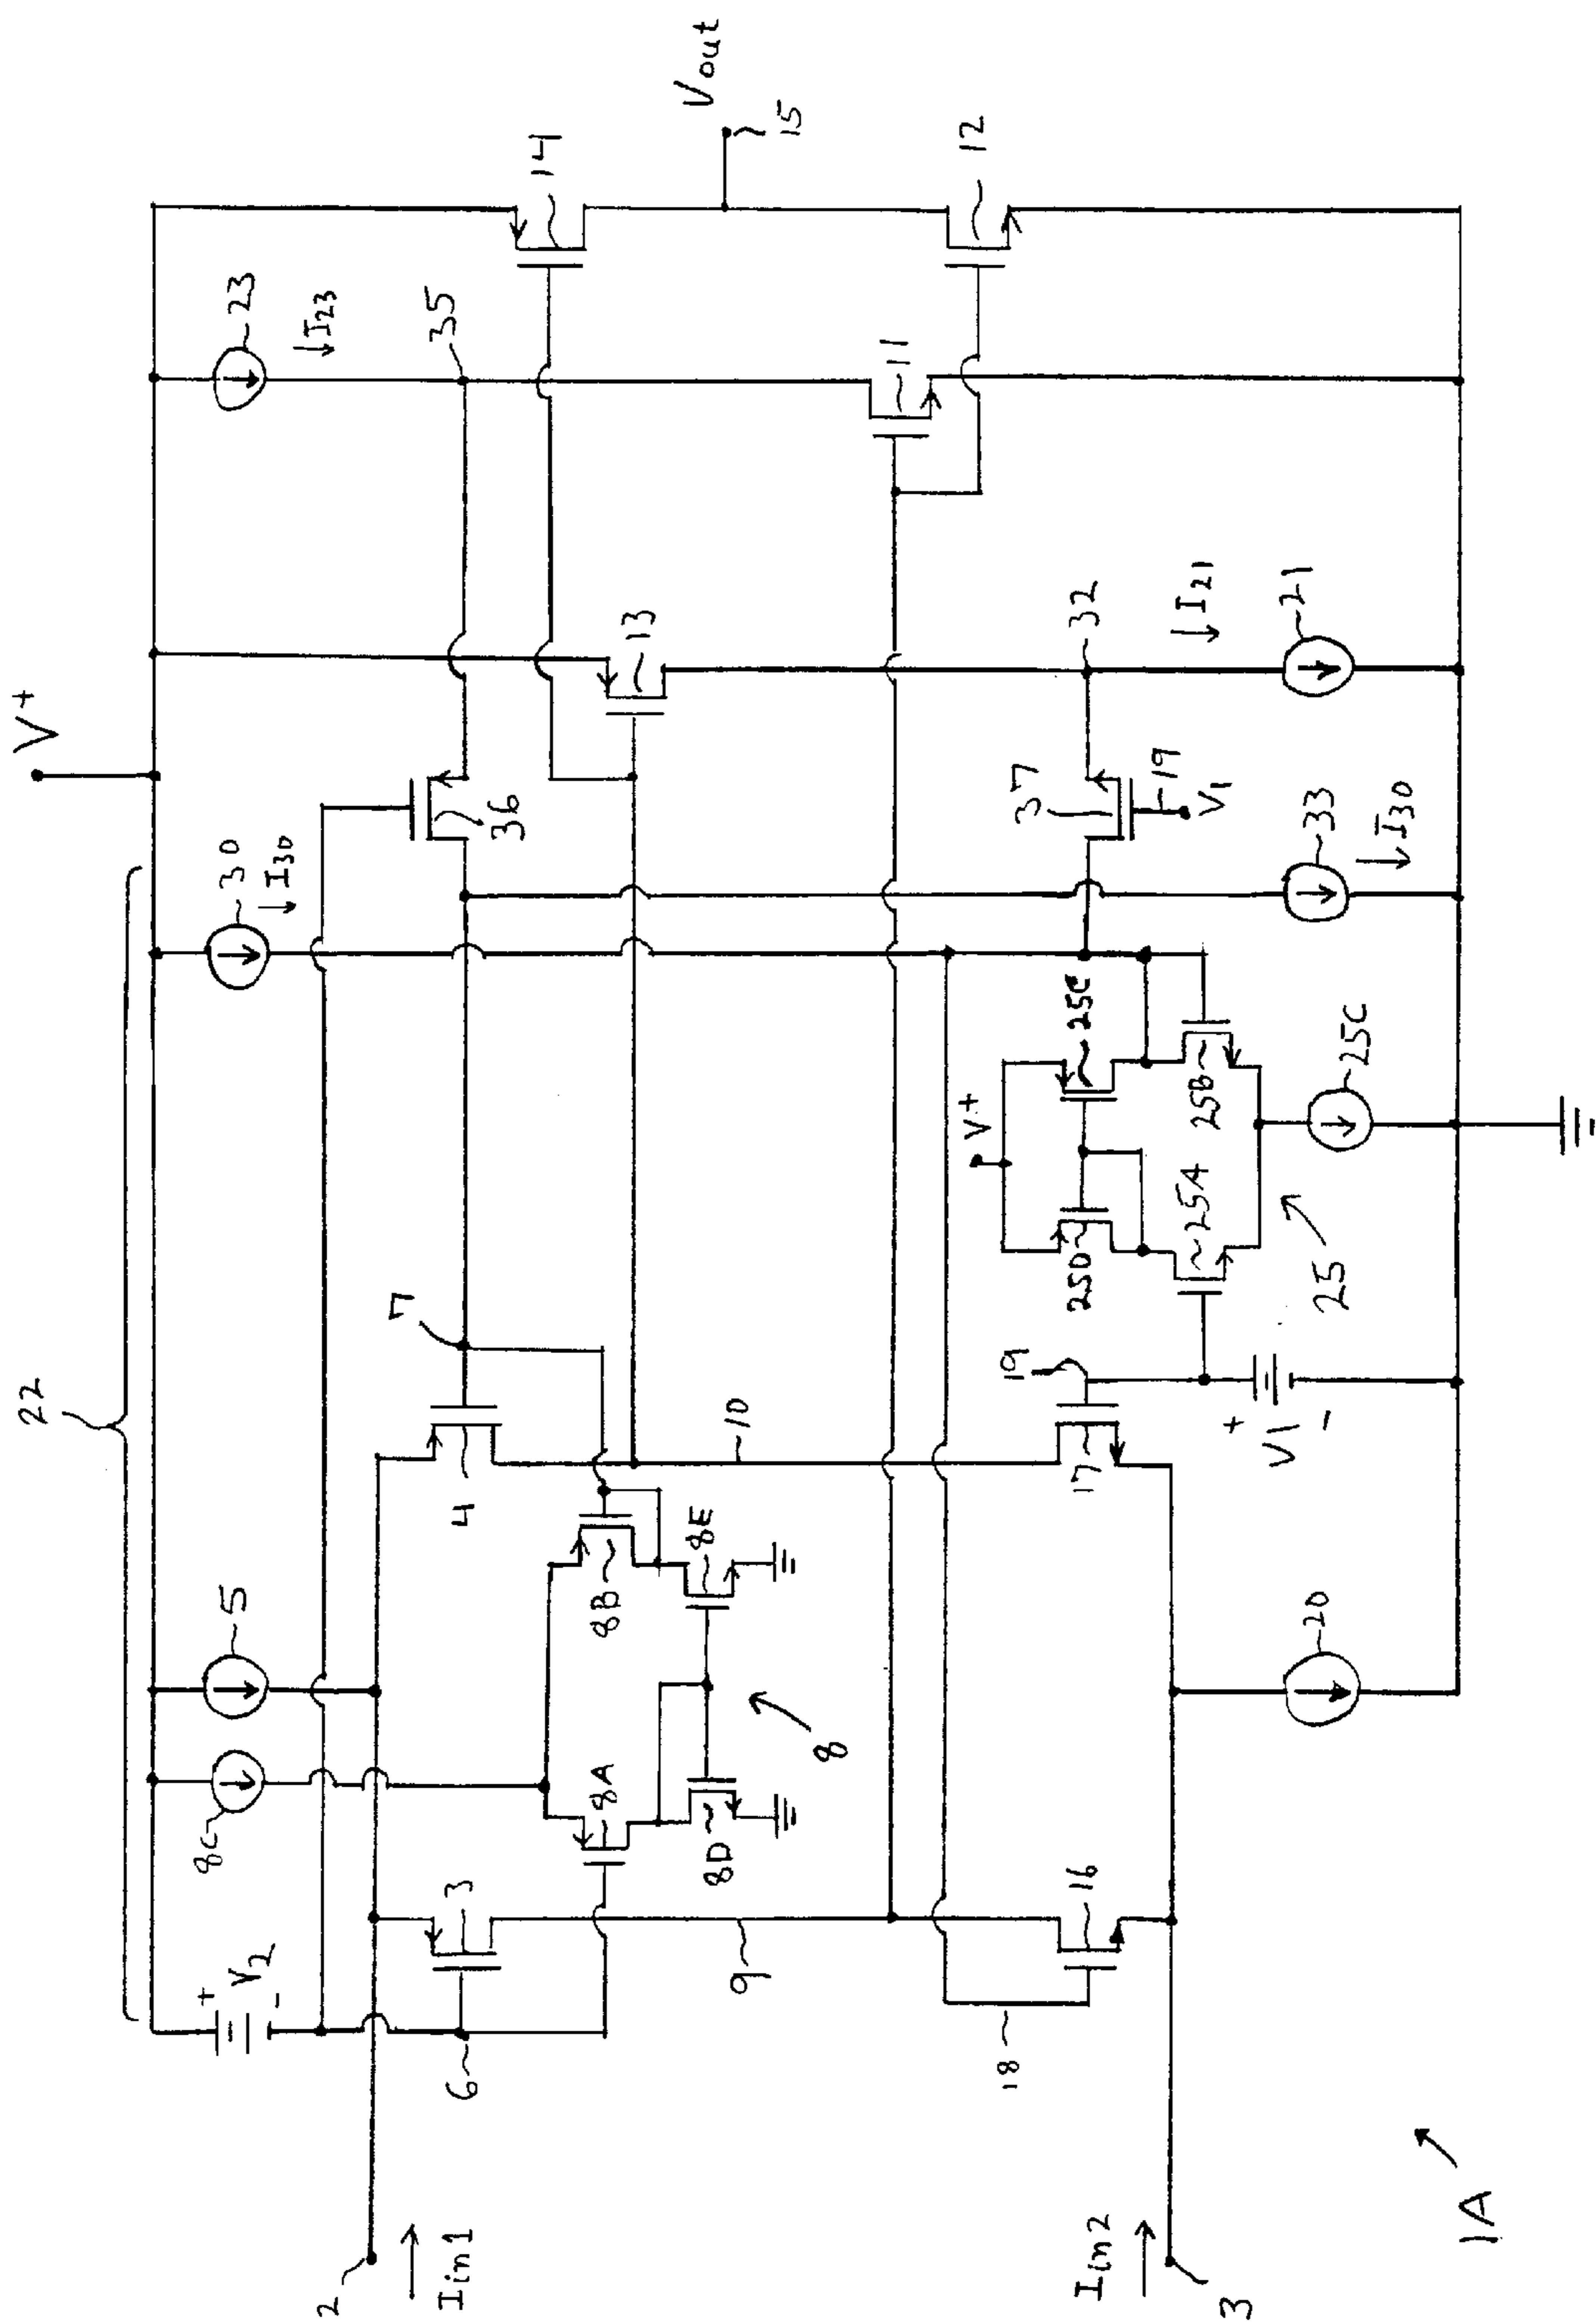 22
V+
8C
5
30
↓ I30
23
↓ I23
+
V2
-
2
Iin1
6
3
4
7
36
35
14
Vout
15
8A
8B
8D
8E
8
9
10
13
11
12
18
16
17
19
V+
25D
25C
25A
25B
25
25C
+
V1
-
37
19
V1
32
↓ I21
21
33
↓ I30
20
Iin2
3
1A